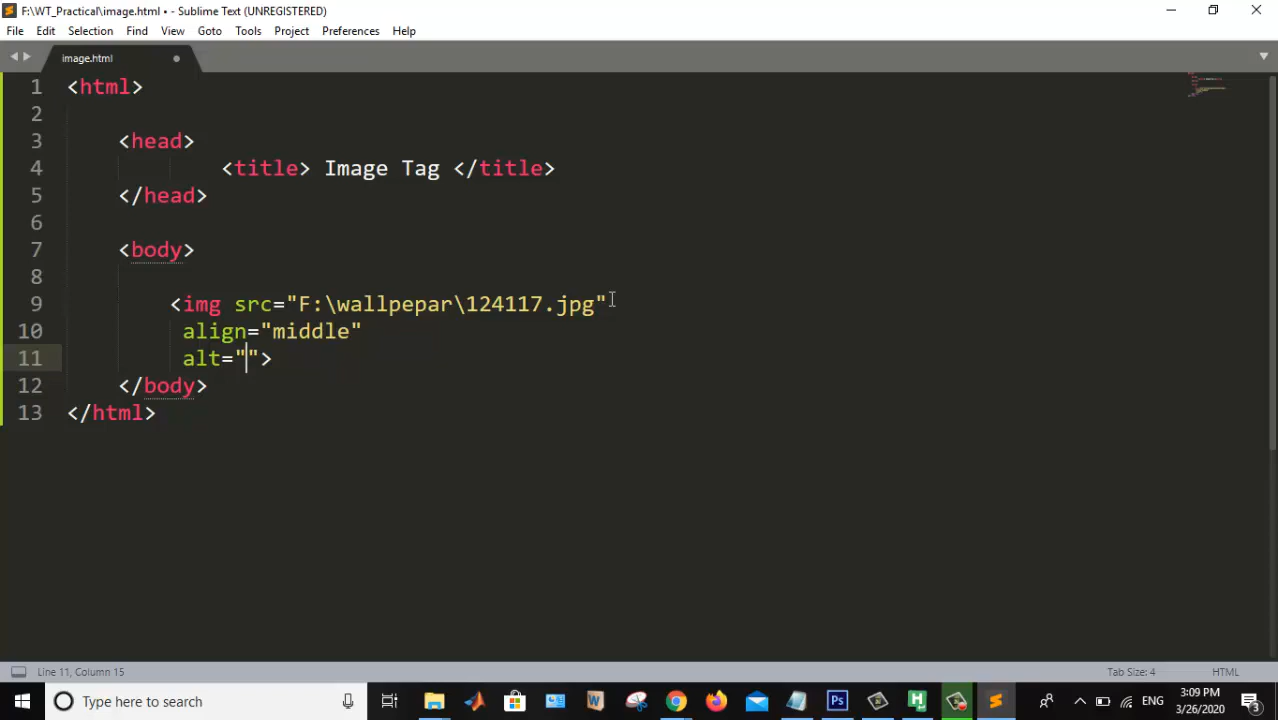 F:\WT_Practical\image.html • - Sublime Text (UNREGISTERED)
File Edit Selection Find View Goto Tools Project Preferences Help
image.html
1 <html>
2
3 <head>
4 <title> Image Tag </title>
5 </head>
6
7 <body>
8
9 <img src="F:\wallpepar\124117.jpg"
10 align="middle"
11 alt="">
12 </body>
13 </html>
Line 11, Column 15 Tab Size: 4 HTML
Type here to search ENG 3:09 PM
3/26/2020 3